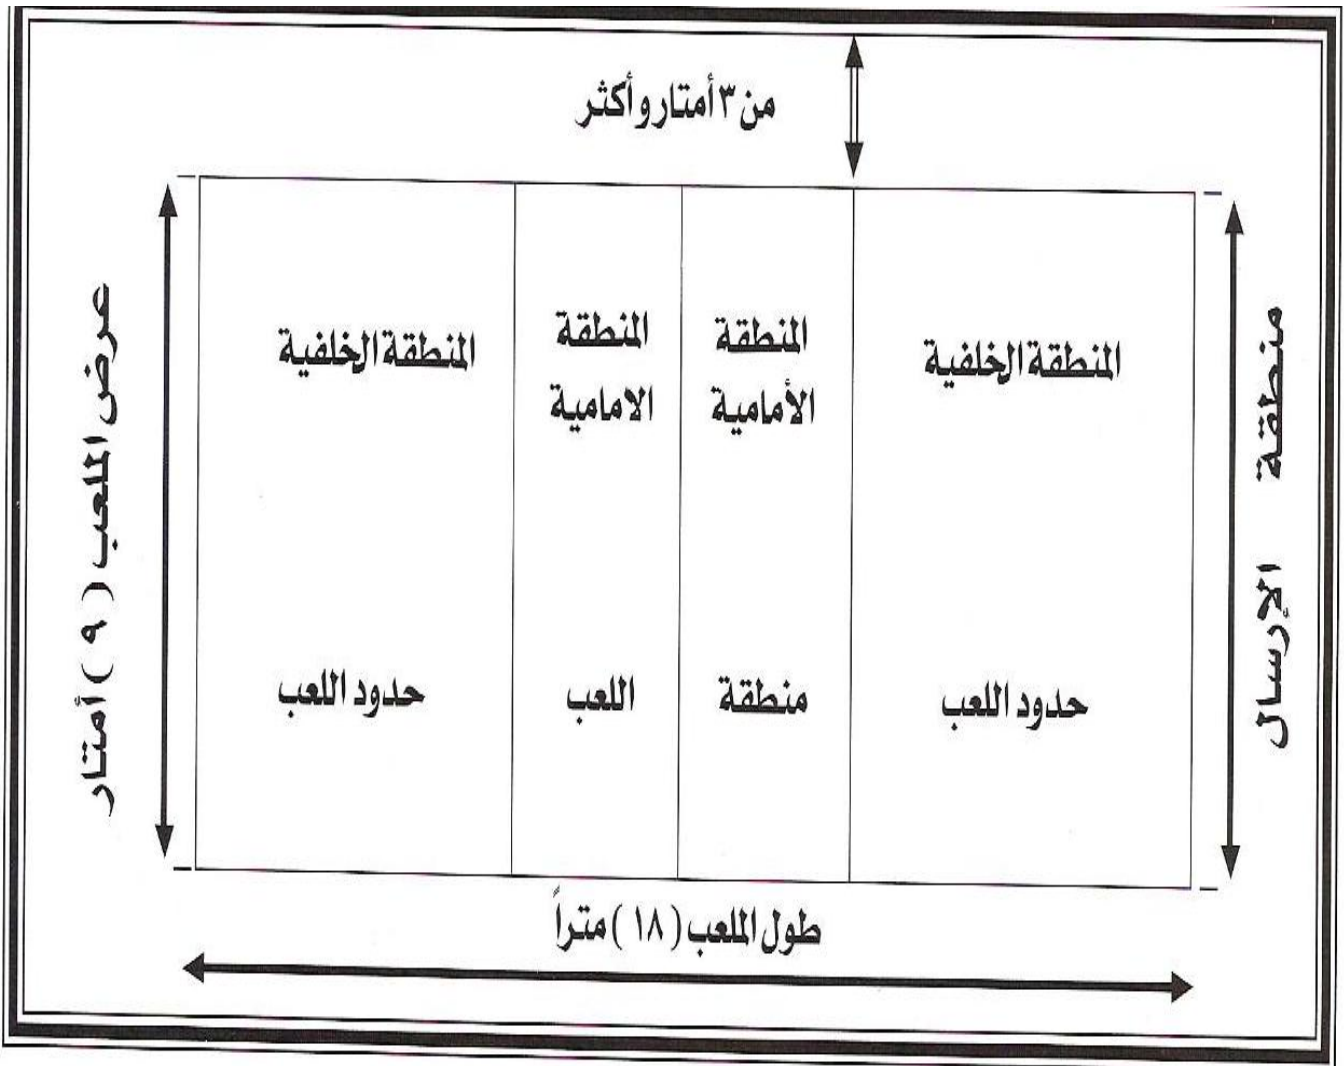 من ٣ أمتار وأكثر
المنطقة الخلفية
المنطقة
الأمامية
المنطقة
الامامية
المنطقة الخلفية
حدود اللعب
منطقة
اللعب
حدود اللعب
منطقة الإرسال
عرض الملعب ( ٩ ) أمتار
طول الملعب ( ١٨ ) متراً